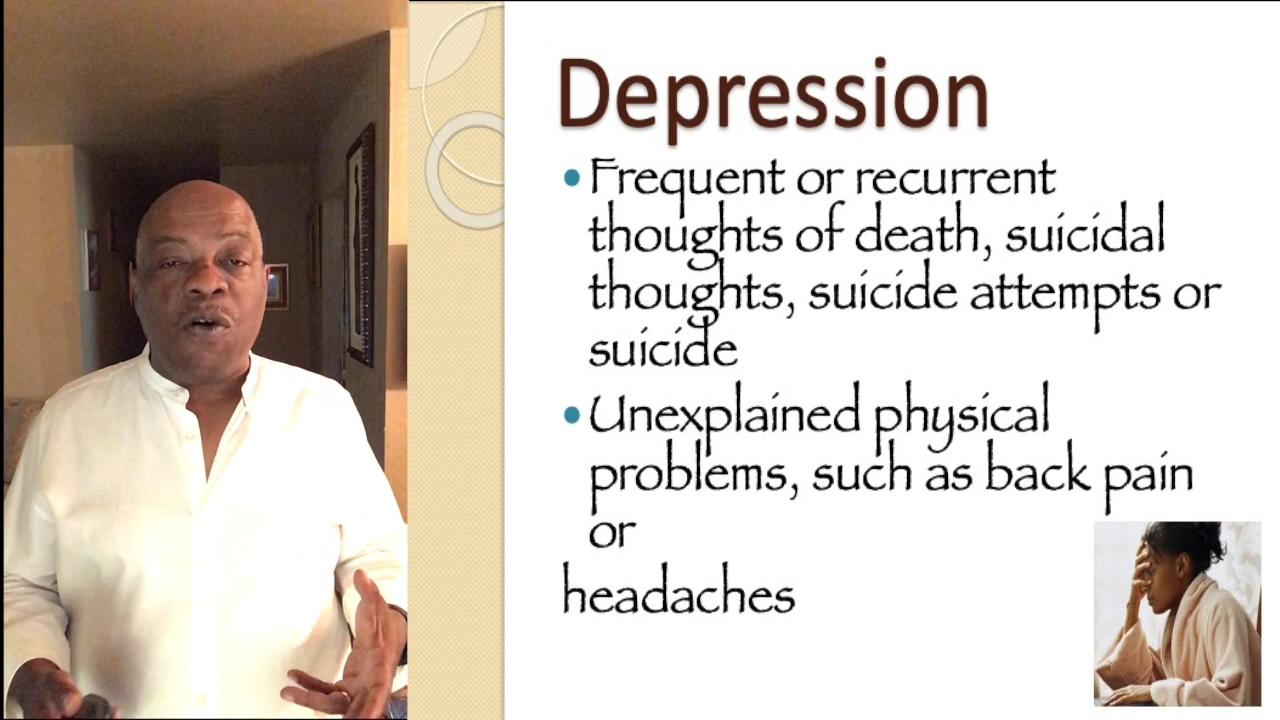 Depression
•Frequent or recurrent
thoughts of death, suicidal
thoughts, suicide attempts or
suicide
•Unexplained physical
problems, such as back pain
or
headaches